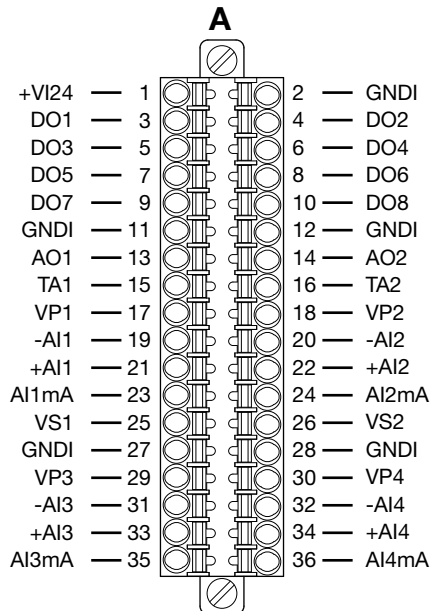 A
+VI24 1 2 GNDI
DO1 3 4 DO2
DO3 5 6 DO4
DO5 7 8 DO6
DO7 9 10 DO8
GNDI 11 12 GNDI
AO1 13 14 AO2
TA1 15 16 TA2
VP1 17 18 VP2
-AI1 19 20 -AI2
+AI1 21 22 +AI2
AI1mA 23 24 AI2mA
VS1 25 26 VS2
GNDI 27 28 GNDI
VP3 29 30 VP4
-AI3 31 32 -AI4
+AI3 33 34 +AI4
AI3mA 35 36 AI4mA